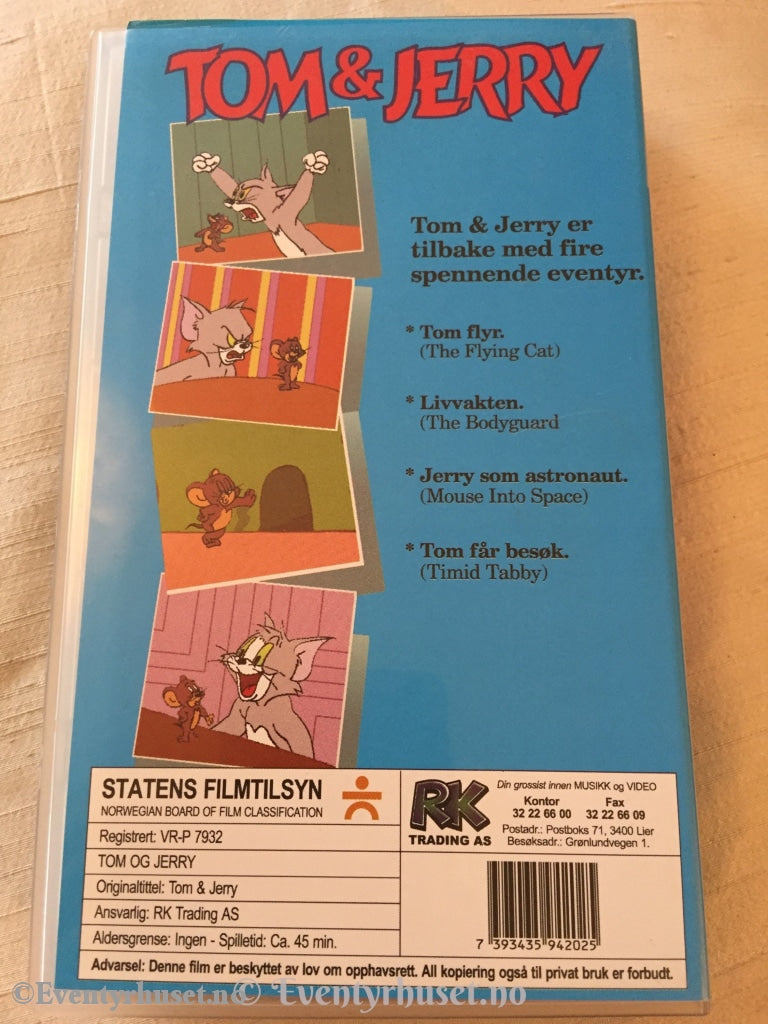 TOM & JERRY
Tom & Jerry er
tilbake med fire
spennende eventyr.
* Tom flyr.
(The Flying Cat)
* Livvakten.
(The Bodyguard
* Jerry som astronaut.
(Mouse Into Space)
* Tom får besøk.
(Timid Tabby)
STATENS FILMTILSYN
NORWEGIAN BOARD OF FILM CLASSIFICATION
Registrert: VR-P 7932
TOM OG JERRY
Originaltittel: Tom & Jerry
Ansvarlig: RK Trading AS
Aldersgrense: Ingen - Spilletid: Ca. 45 min.
RK
TRADING AS
Din grossist innen MUSIKK og VIDEO
Kontor Fax
32 22 66 00 32 22 66 09
Postadr.: Postboks 71, 3400 Lier
Besøksadr.: Grønlundvegen 1.
7 393435 942025
Advarsel: Denne film er beskyttet av lov om opphavsrett. All kopiering også til privat bruk er forbudt.
©Eventyrhuset.no © Eventyrhuset.no